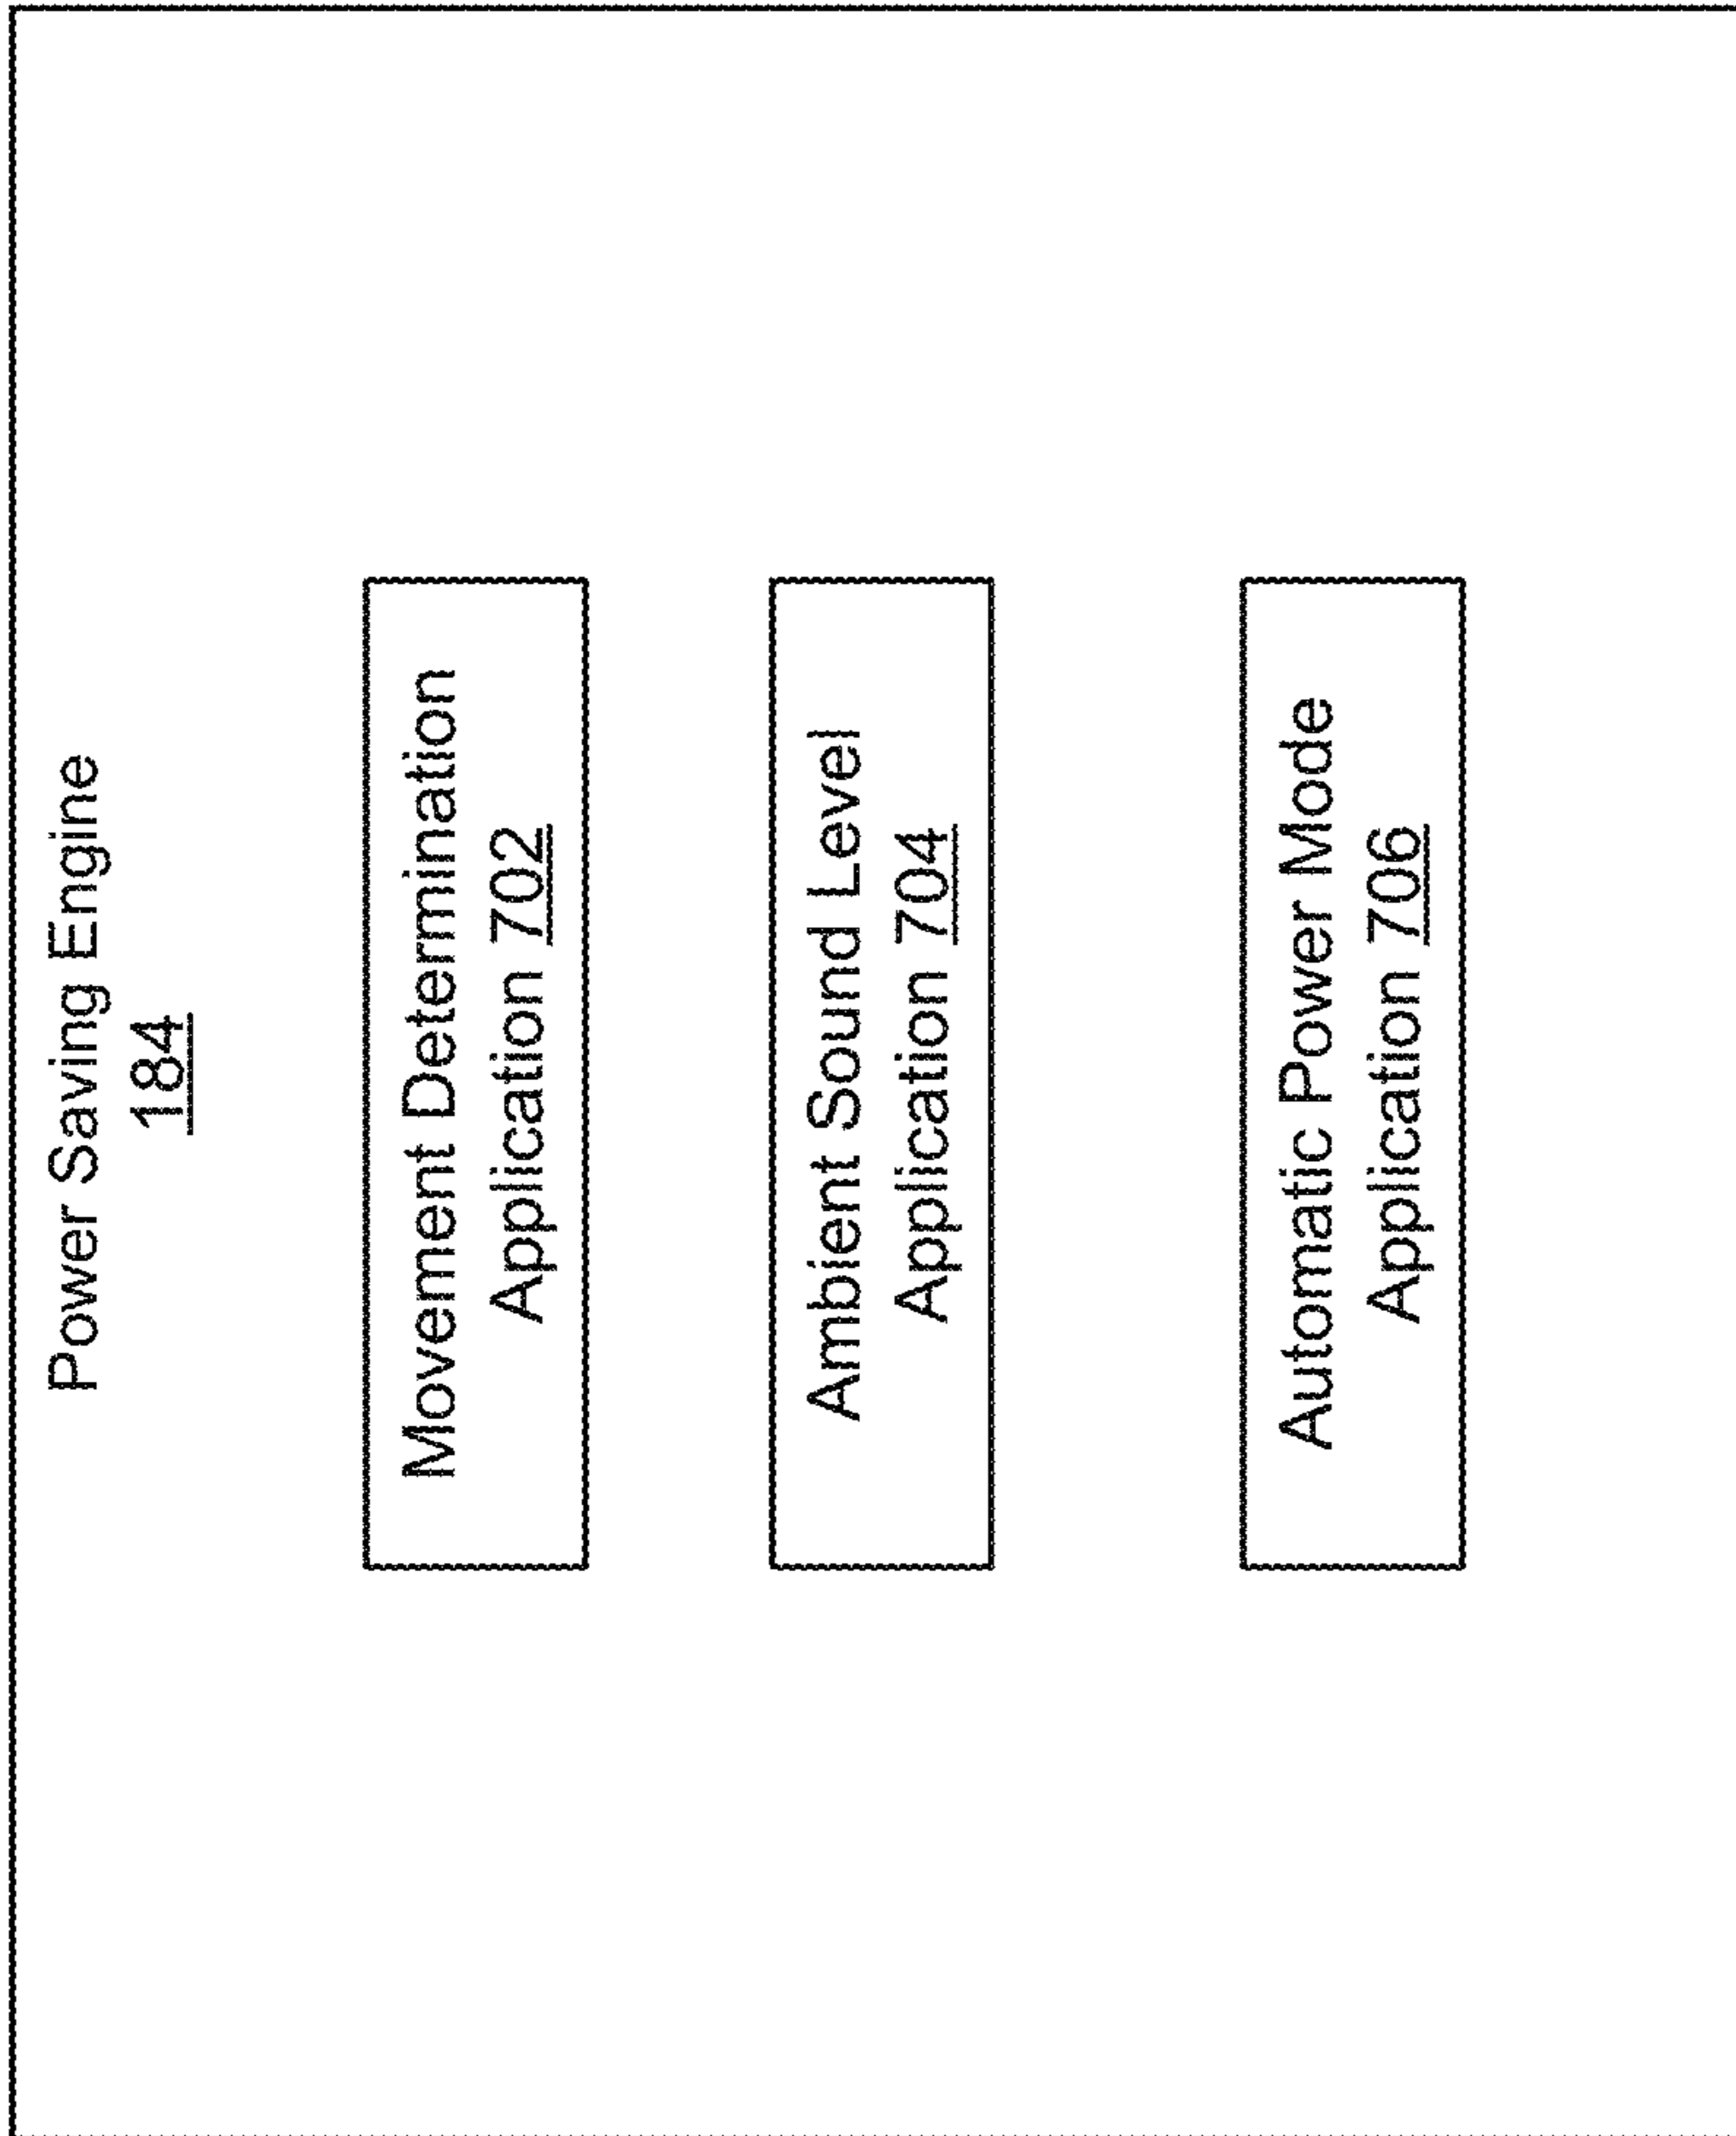 Power Saving Engine
184
Movement Determination
Application 702
Ambient Sound Level
Application 704
Automatic Power Mode
Application 706